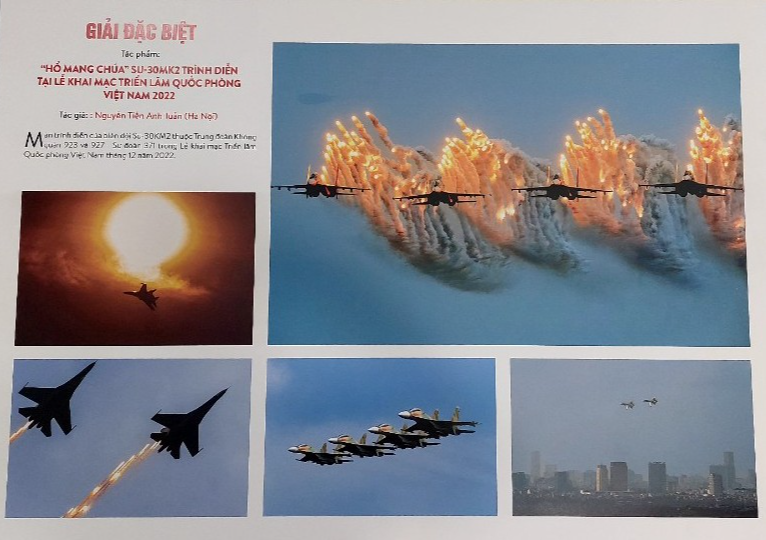 GIẢI ĐẶC BIỆT
Tác phẩm:
“HỔ MANG CHÚA” SU-30MK2 TRÌNH DIỄN
TẠI LỄ KHAI MẠC TRIỂN LÃM QUỐC PHÒNG
VIỆT NAM 2022
Tác giả: : Nguyễn Tiến Anh Tuấn (Hà Nội)
Màn trình diễn của biên đội Su-30KM2 thuộc Trung đoàn Không
quân 923 và 927 - Sư đoàn 371 trong Lễ khai mạc Triển lãm
Quốc phòng Việt Nam tháng 12 năm 2022.